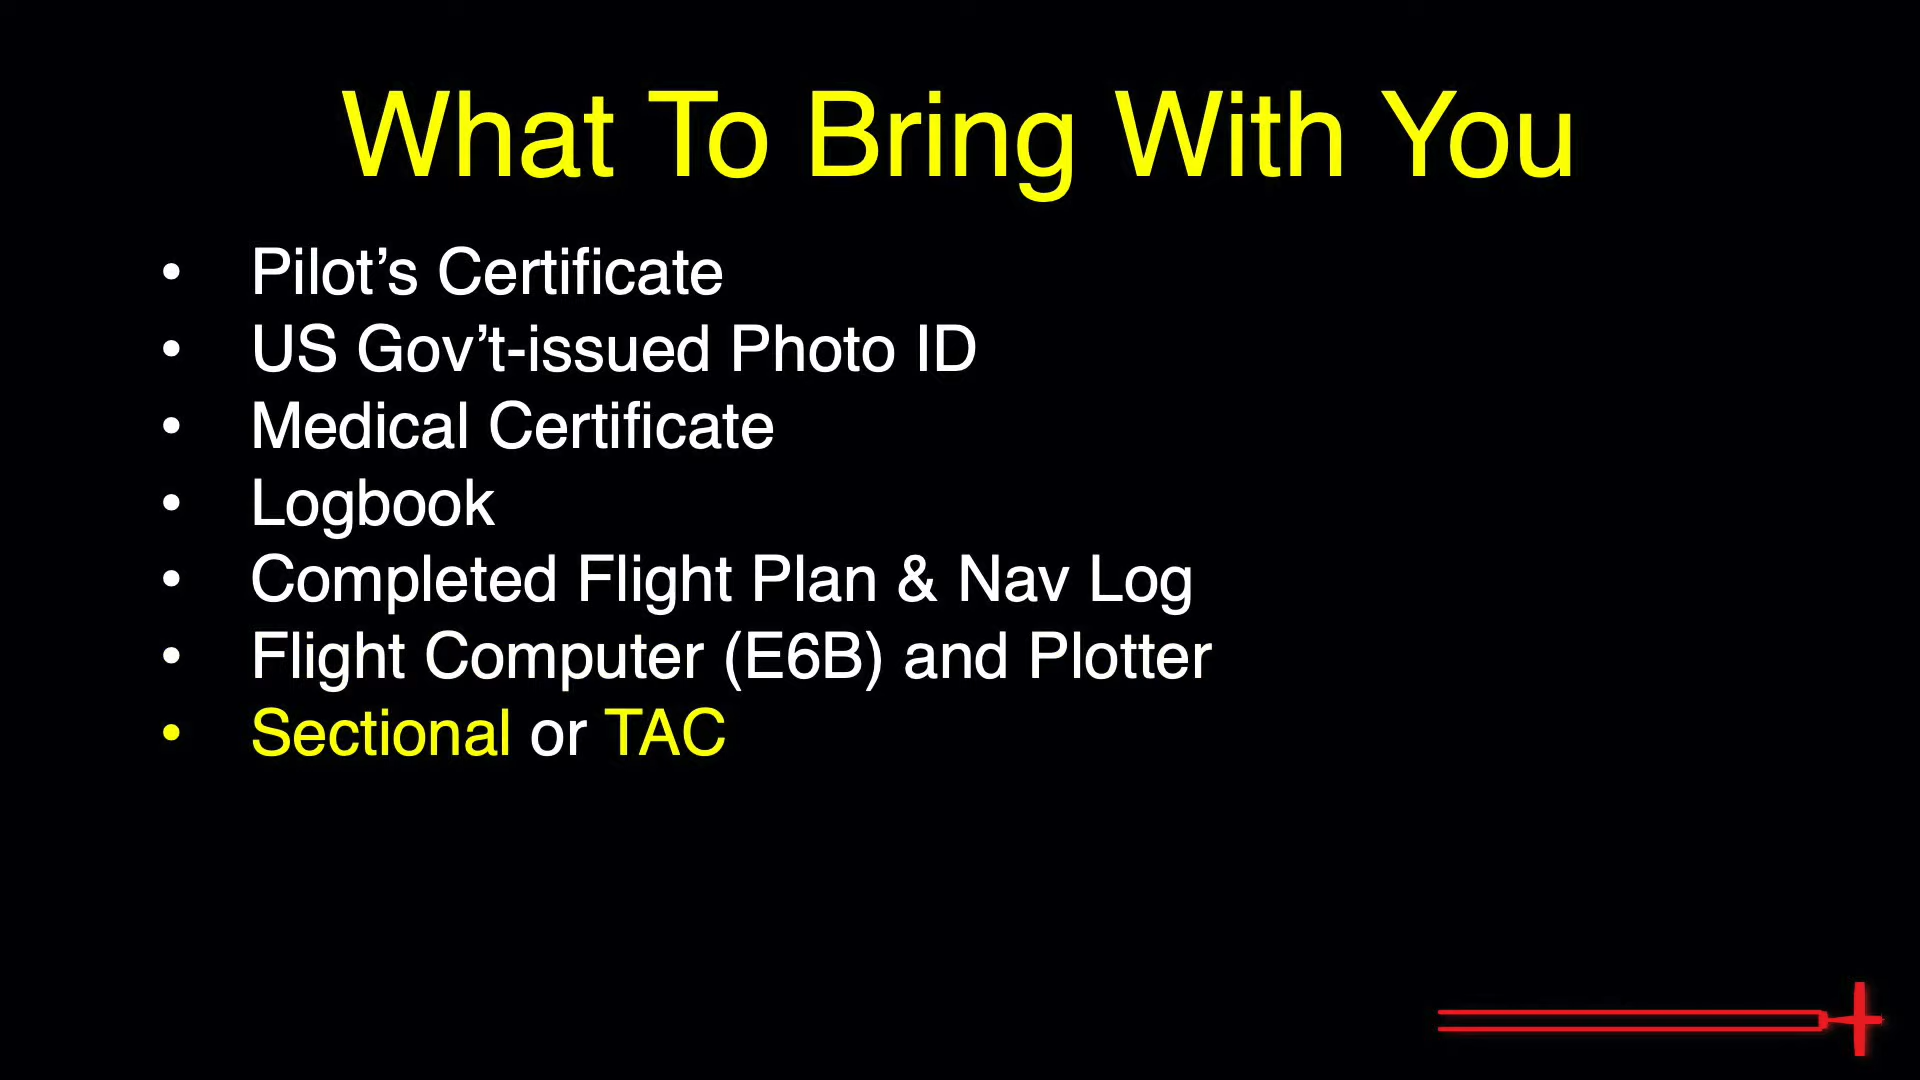 What To Bring With You
• Pilot’s Certificate
• US Gov’t-issued Photo ID
• Medical Certificate
• Logbook
• Completed Flight Plan & Nav Log
• Flight Computer (E6B) and Plotter
• Sectional or TAC